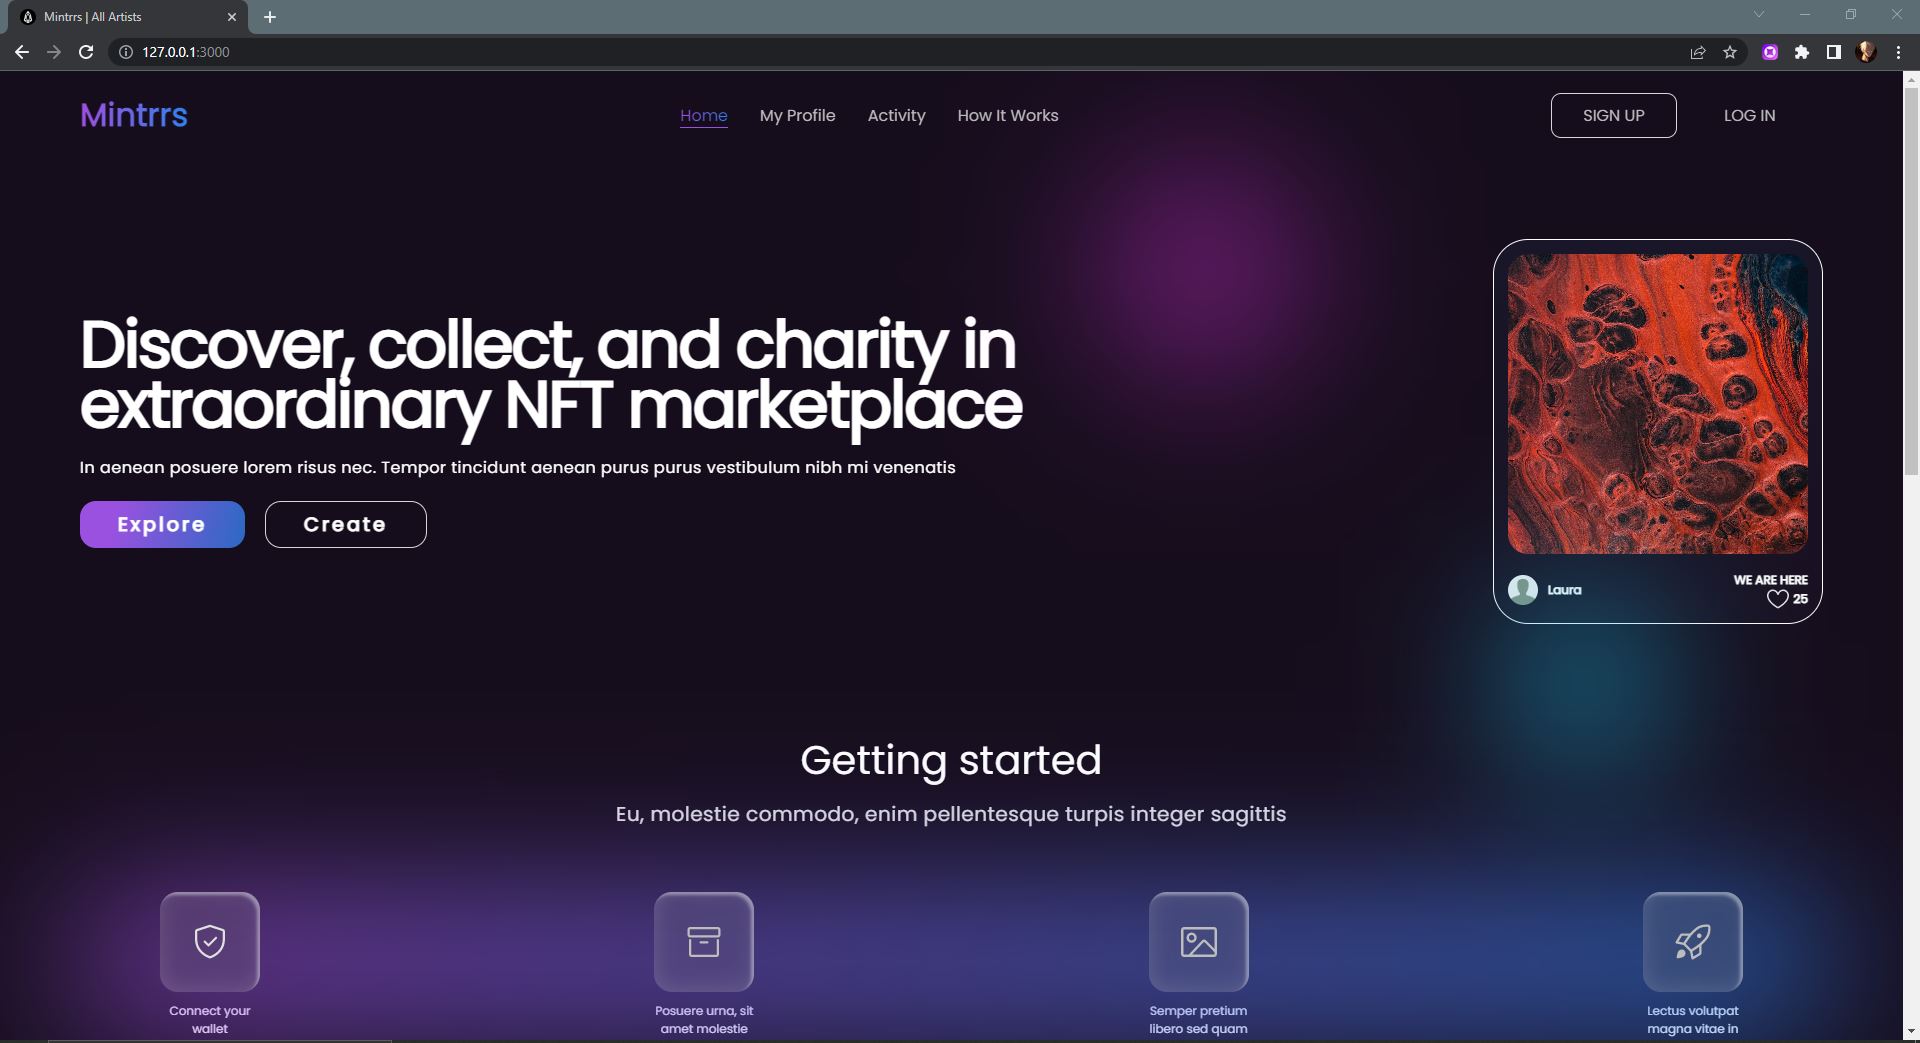 Mintrrs | All Artists
127.0.0.1:3000
Mintrrs
Home
My Profile
Activity
How It Works
SIGN UP
LOG IN
Discover, collect, and charity in
extraordinary NFT marketplace
In aenean posuere lorem risus nec. Tempor tincidunt aenean purus purus vestibulum nibh mi venenatis
Explore
Create
Laura
WE ARE HERE
25
Getting started
Eu, molestie commodo, enim pellentesque turpis integer sagittis
Connect your
wallet
Posuere urna, sit
amet molestie
Semper pretium
libero sed quam
Lectus volutpat
magna vitae in